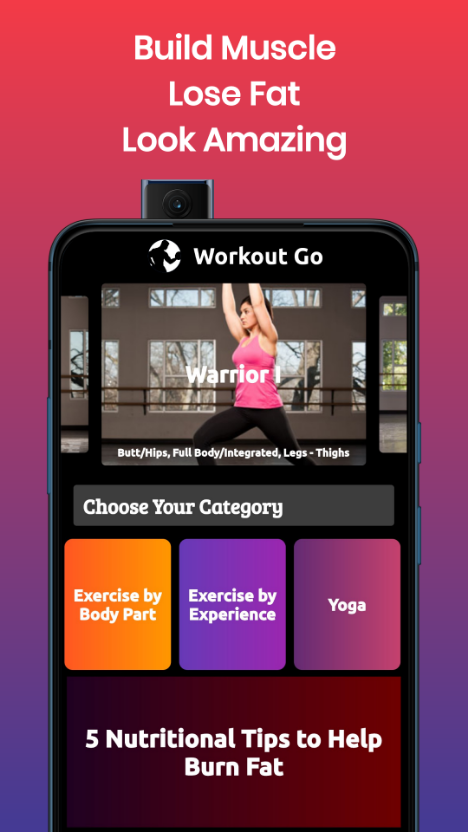 Build Muscle
Lose Fat
Look Amazing
Workout Go
Warrior I
Butt/Hips, Full Body/Integrated, Legs - Thighs
Choose Your Category
Exercise by
Body Part
Exercise by
Experience
Yoga
5 Nutritional Tips to Help
Burn Fat